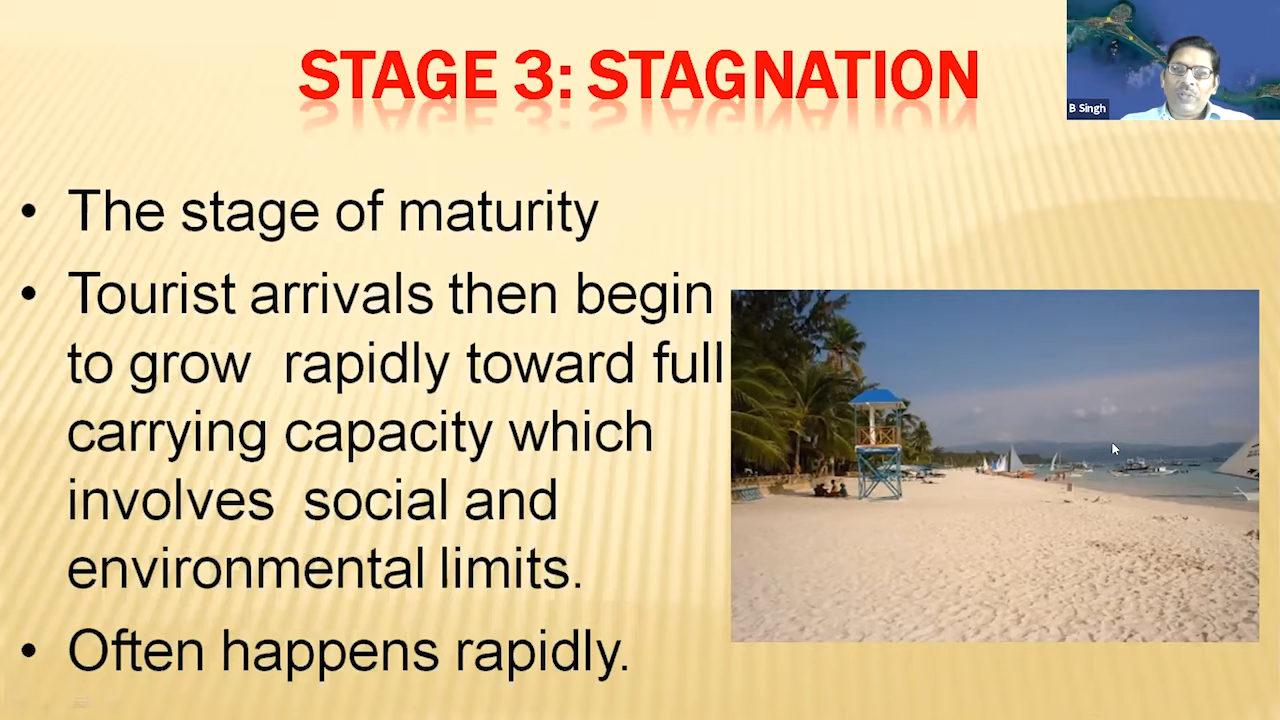 STAGE 3: STAGNATION
B Singh
• The stage of maturity
• Tourist arrivals then begin
to grow rapidly toward full
carrying capacity which
involves social and
environmental limits.
• Often happens rapidly.